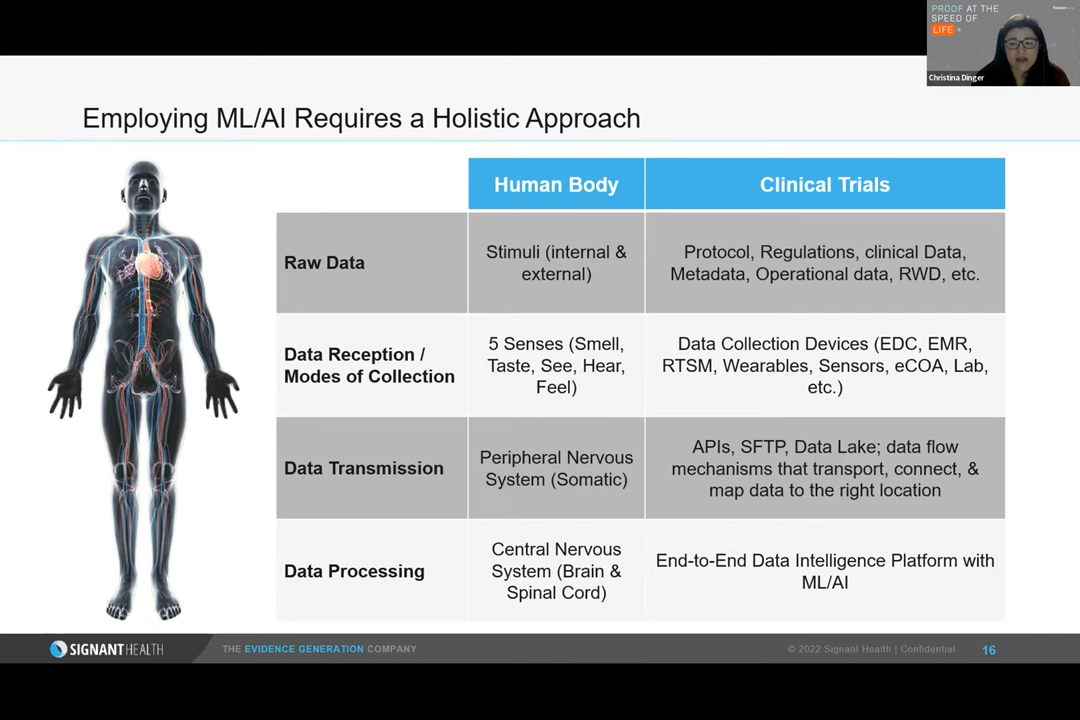 PROOF AT THE
SPEED OF
LIFE
Christina Dinger
Employing ML/AI Requires a Holistic Approach
Human Body
Clinical Trials
Raw Data
Stimuli (internal &
external)
Protocol, Regulations, clinical Data,
Metadata, Operational data, RWD, etc.
Data Reception /
Modes of Collection
5 Senses (Smell,
Taste, See, Hear,
Feel)
Data Collection Devices (EDC, EMR,
RTSM, Wearables, Sensors, eCOA, Lab,
etc.)
Data Transmission
Peripheral Nervous
System (Somatic)
APIs, SFTP, Data Lake; data flow
mechanisms that transport, connect, &
map data to the right location
Data Processing
Central Nervous
System (Brain &
Spinal Cord)
End-to-End Data Intelligence Platform with
ML/AI
SIGNANT HEALTH
THE EVIDENCE GENERATION COMPANY
© 2022 Signant Health | Confidential
16